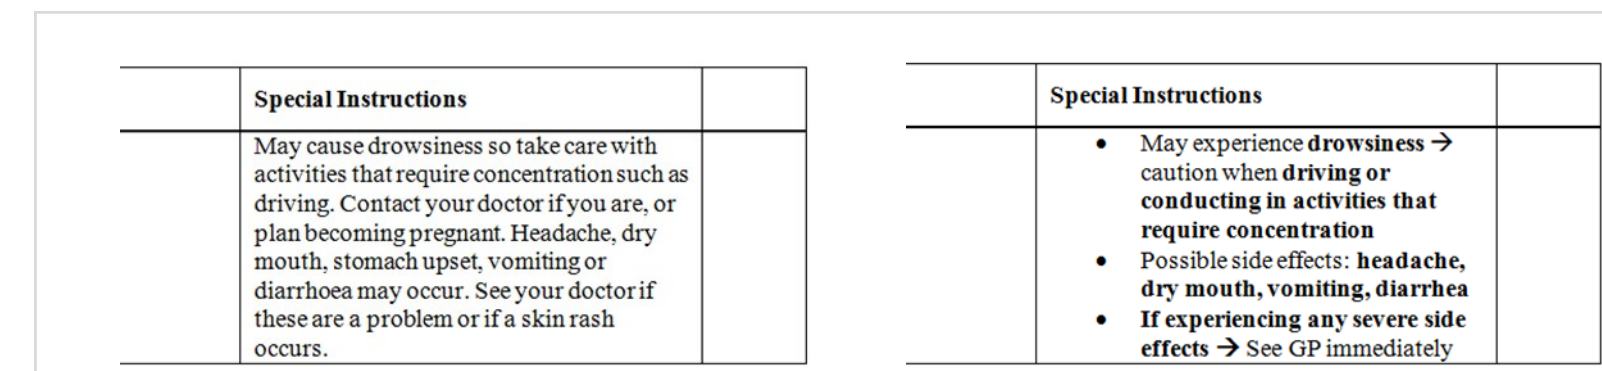 Special Instructions
May cause drowsiness so take care with
activities that require concentration such as
driving. Contact your doctor if you are, or
plan becoming pregnant. Headache, dry
mouth, stomach upset, vomiting or
diarrhoea may occur. See your doctor if
these are a problem or if a skin rash
occurs.
Special Instructions
• May experience drowsiness →
caution when driving or
conducting in activities that
require concentration
• Possible side effects: headache,
dry mouth, vomiting, diarrhea
• If experiencing any severe side
effects → See GP immediately